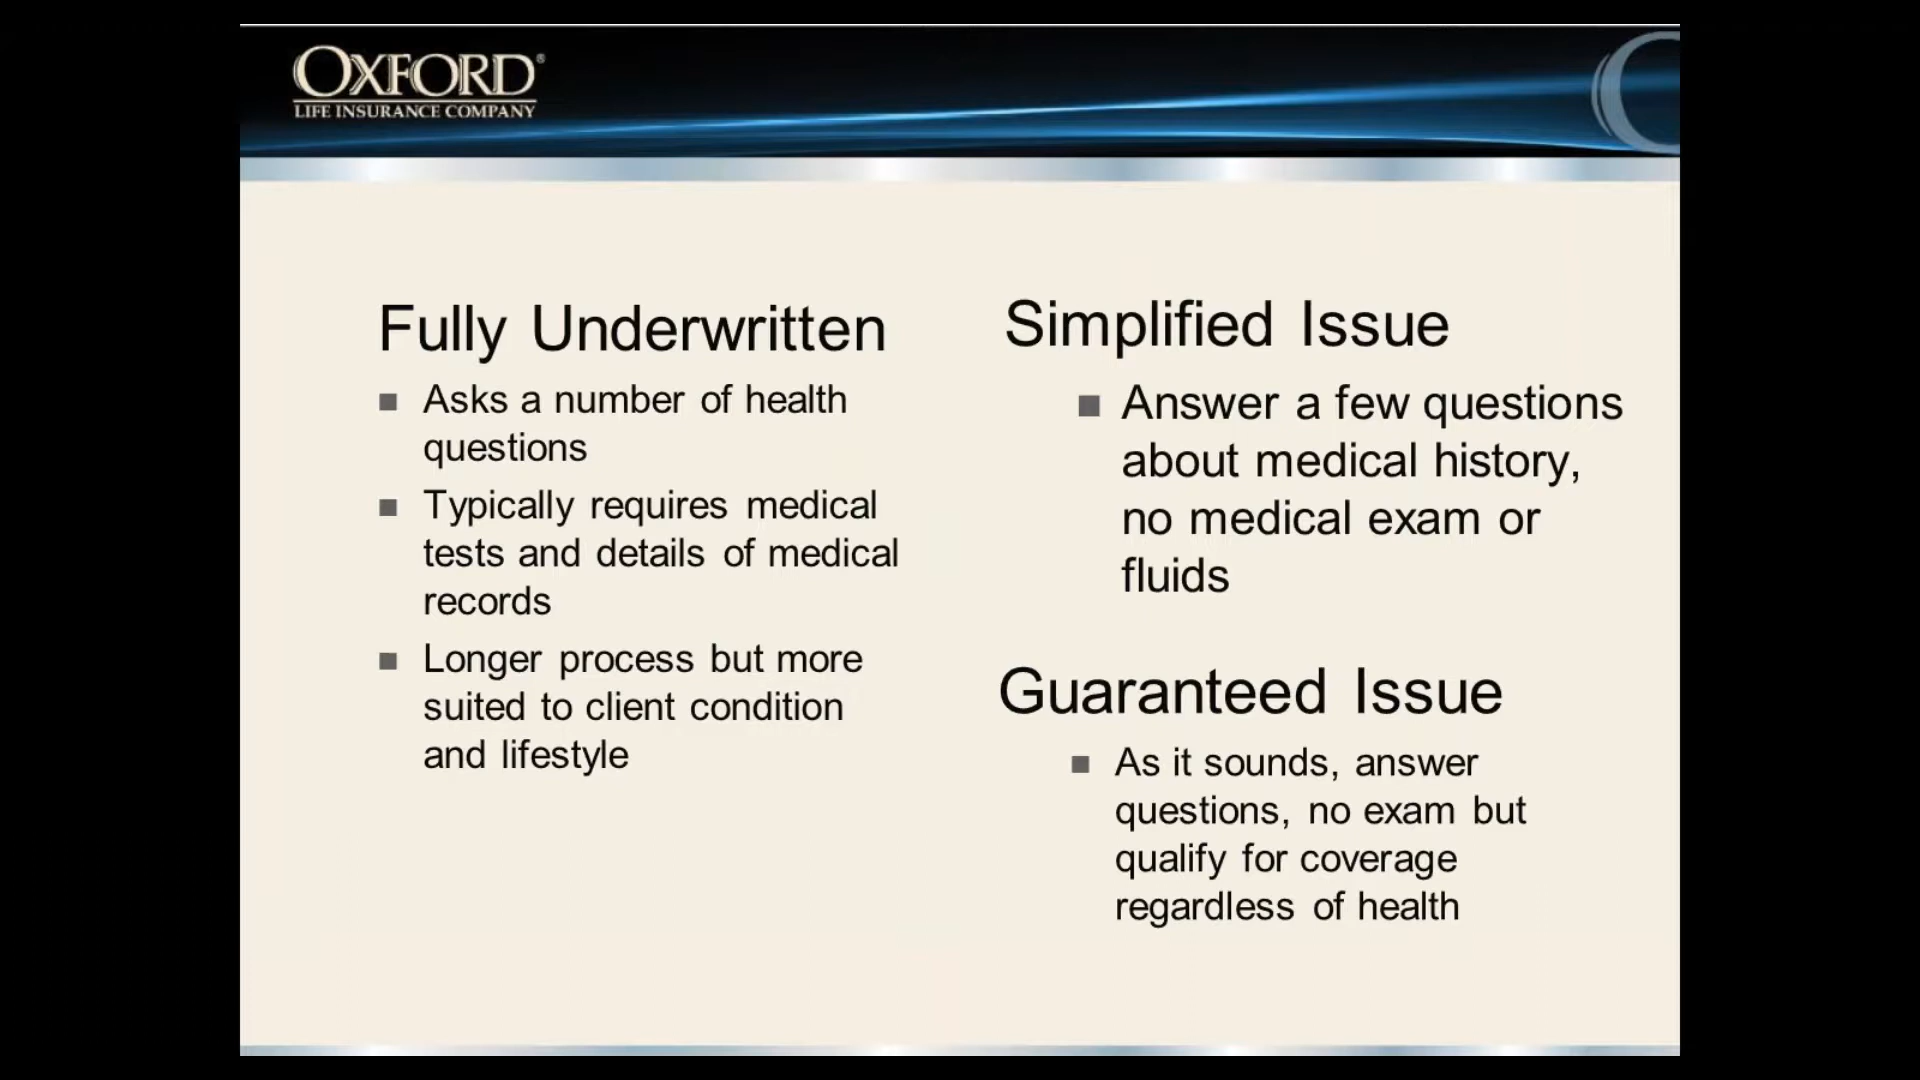 OXFORD®
LIFE INSURANCE COMPANY
Fully Underwritten
Asks a number of health
questions
Typically requires medical
tests and details of medical
records
Longer process but more
suited to client condition
and lifestyle
Simplified Issue
Answer a few questions
about medical history,
no medical exam or
fluids
Guaranteed Issue
As it sounds, answer
questions, no exam but
qualify for coverage
regardless of health